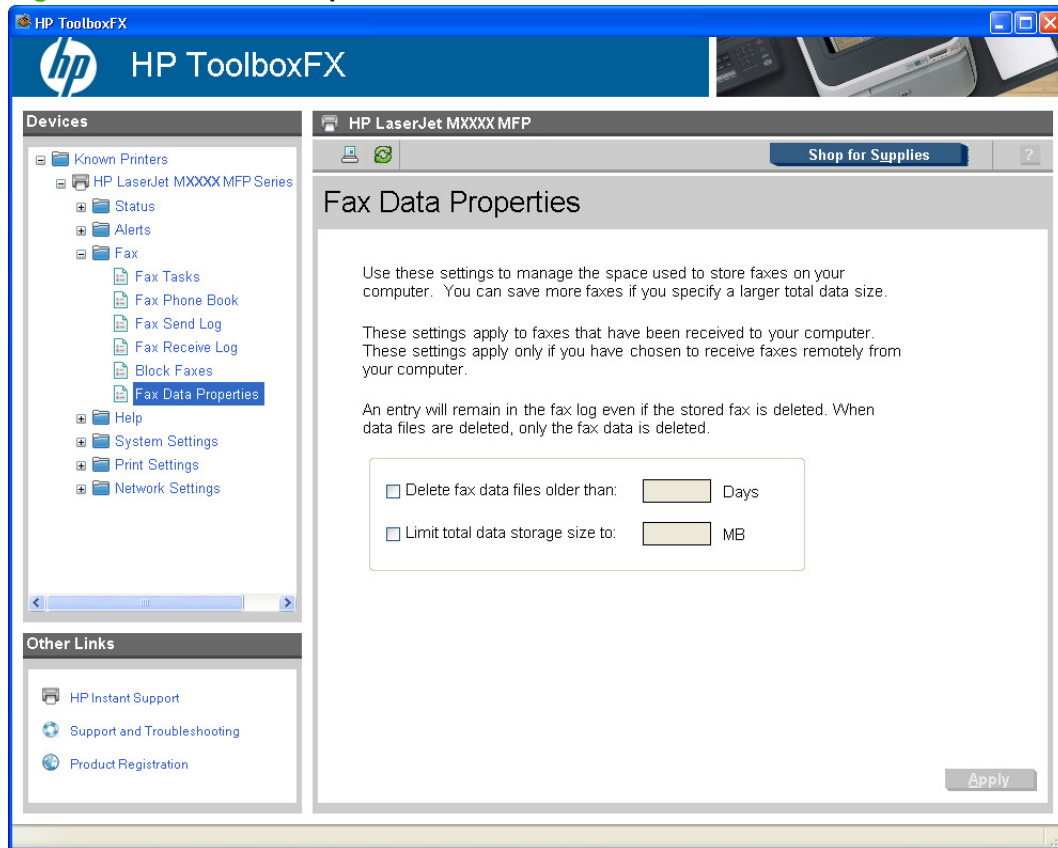 HP ToolboxFX
hp HP ToolboxFX
Devices
Known Printers
HP LaserJet MXXXX MFP Series
Status
Alerts
Fax
Fax Tasks
Fax Phone Book
Fax Send Log
Fax Receive Log
Block Faxes
Fax Data Properties
Help
System Settings
Print Settings
Network Settings
Other Links
HP Instant Support
Support and Troubleshooting
Product Registration
HP LaserJet MXXXX MFP
Shop for Supplies ?
Fax Data Properties
Use these settings to manage the space used to store faxes on your
computer. You can save more faxes if you specify a larger total data size.
These settings apply to faxes that have been received to your computer.
These settings apply only if you have chosen to receive faxes remotely from
your computer.
An entry will remain in the fax log even if the stored fax is deleted. When
data files are deleted, only the fax data is deleted.
Delete fax data files older than: Days
Limit total data storage size to: MB
Apply